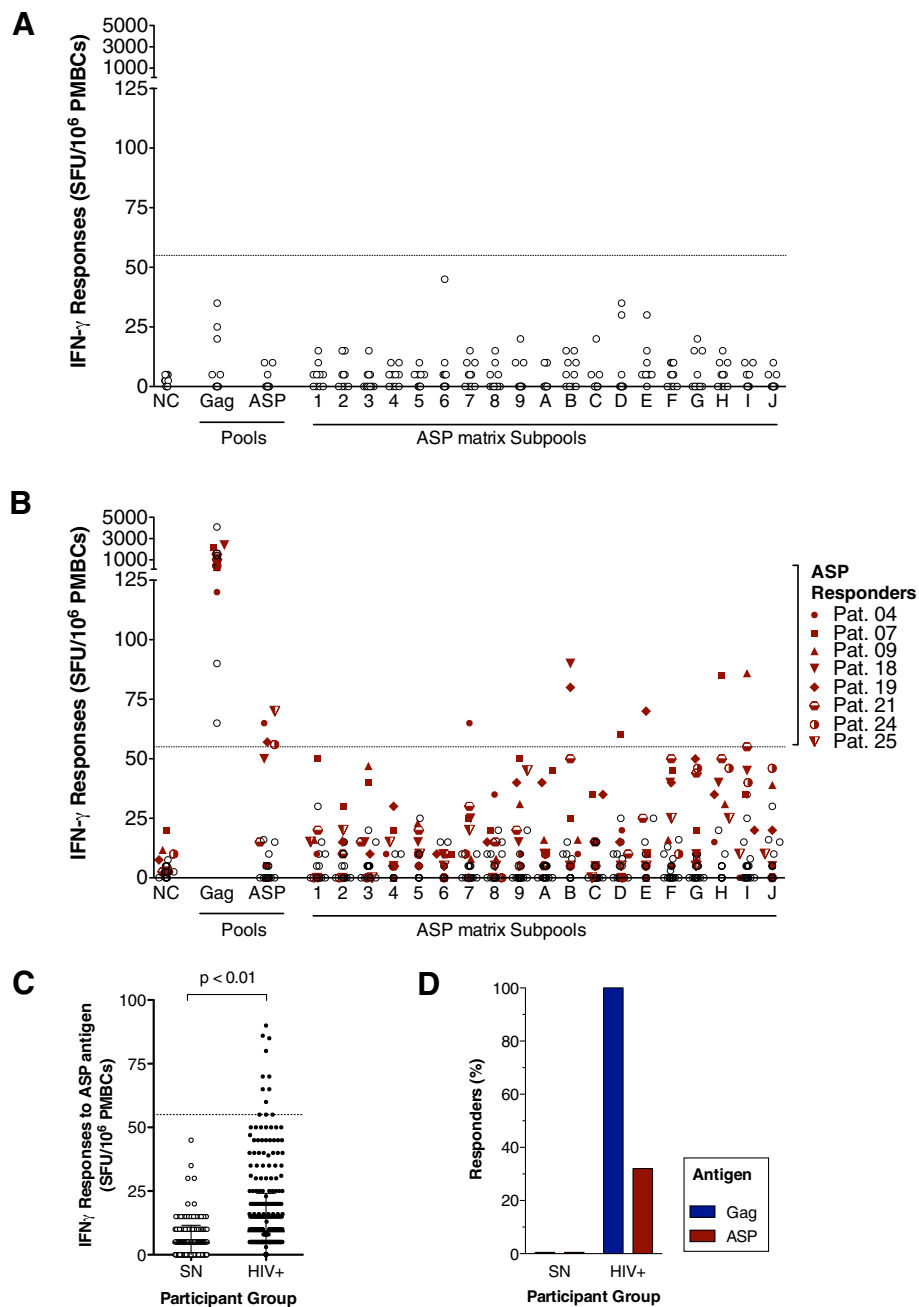 A
IFN-γ Responses (SFU/10⁶ PMBCs)
5000
3000
1000
125
100
75
50
25
0
NC Gag ASP 1 2 3 4 5 6 7 8 9 A B C D E F G H I J
Pools ASP matrix Subpools
B
IFN-γ Responses (SFU/10⁶ PMBCs)
5000
3000
1000
125
100
75
50
25
0
NC Gag ASP 1 2 3 4 5 6 7 8 9 A B C D E F G H I J
Pools ASP matrix Subpools
ASP
Responders
Pat. 04
Pat. 07
Pat. 09
Pat. 18
Pat. 19
Pat. 21
Pat. 24
Pat. 25
C
p < 0.01
IFNγ Responses to ASP antigen
(SFU/10⁶ PMBCs)
100
75
50
25
0
SN HIV+
Participant Group
D
Responders (%)
100
80
60
40
20
0
SN HIV+
Participant Group
Antigen
Gag
ASP